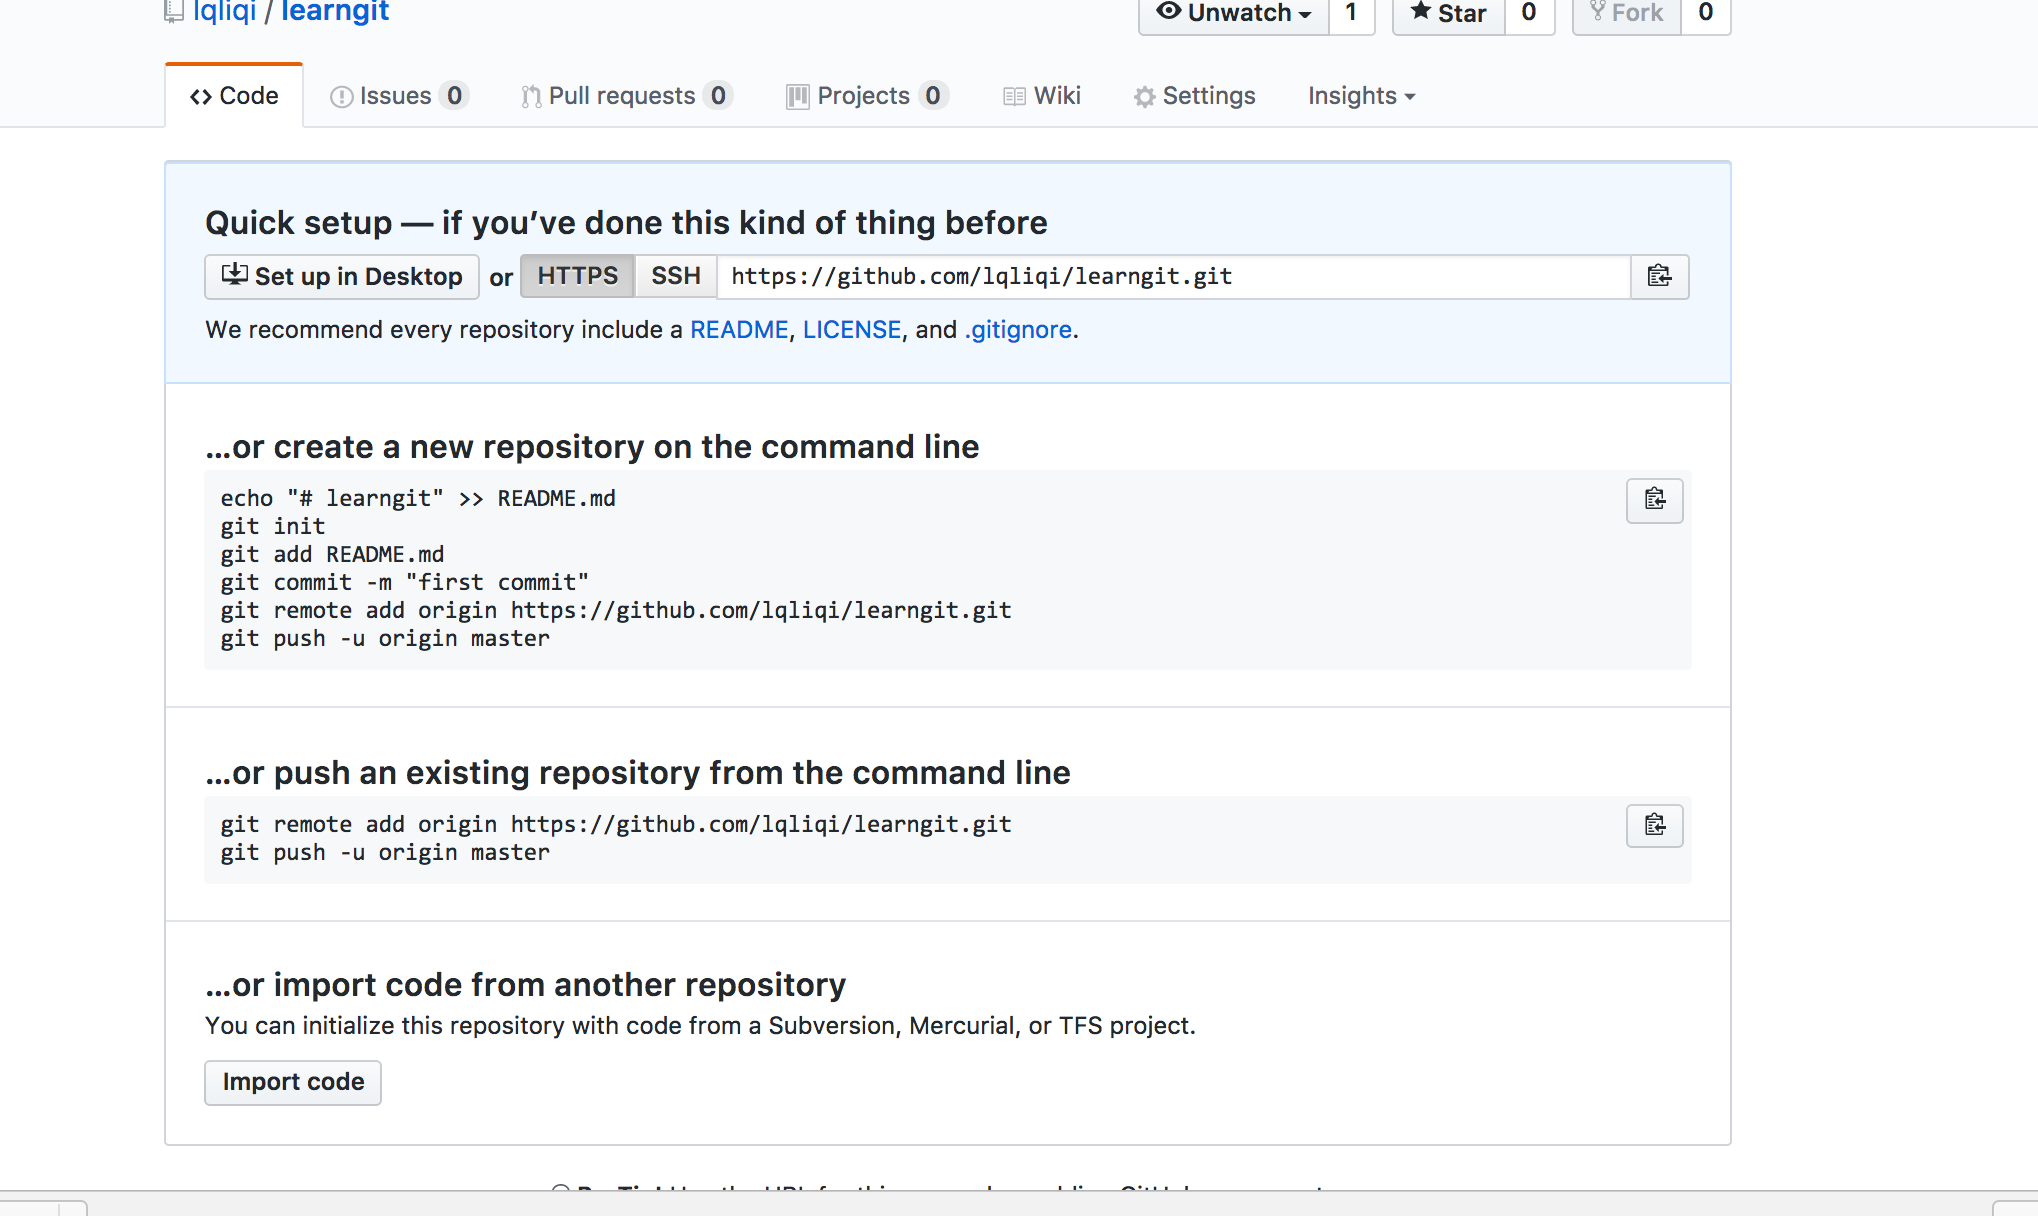 lqliqi / learngit
Unwatch 1 Star 0 Fork 0
Code Issues 0 Pull requests 0 Projects 0 Wiki Settings Insights
Quick setup — if you’ve done this kind of thing before
Set up in Desktop or HTTPS SSH https://github.com/lqliqi/learngit.git
We recommend every repository include a README, LICENSE, and .gitignore.
…or create a new repository on the command line
echo "# learngit" >> README.md
git init
git add README.md
git commit -m "first commit"
git remote add origin https://github.com/lqliqi/learngit.git
git push -u origin master
…or push an existing repository from the command line
git remote add origin https://github.com/lqliqi/learngit.git
git push -u origin master
…or import code from another repository
You can initialize this repository with code from a Subversion, Mercurial, or TFS project.
Import code